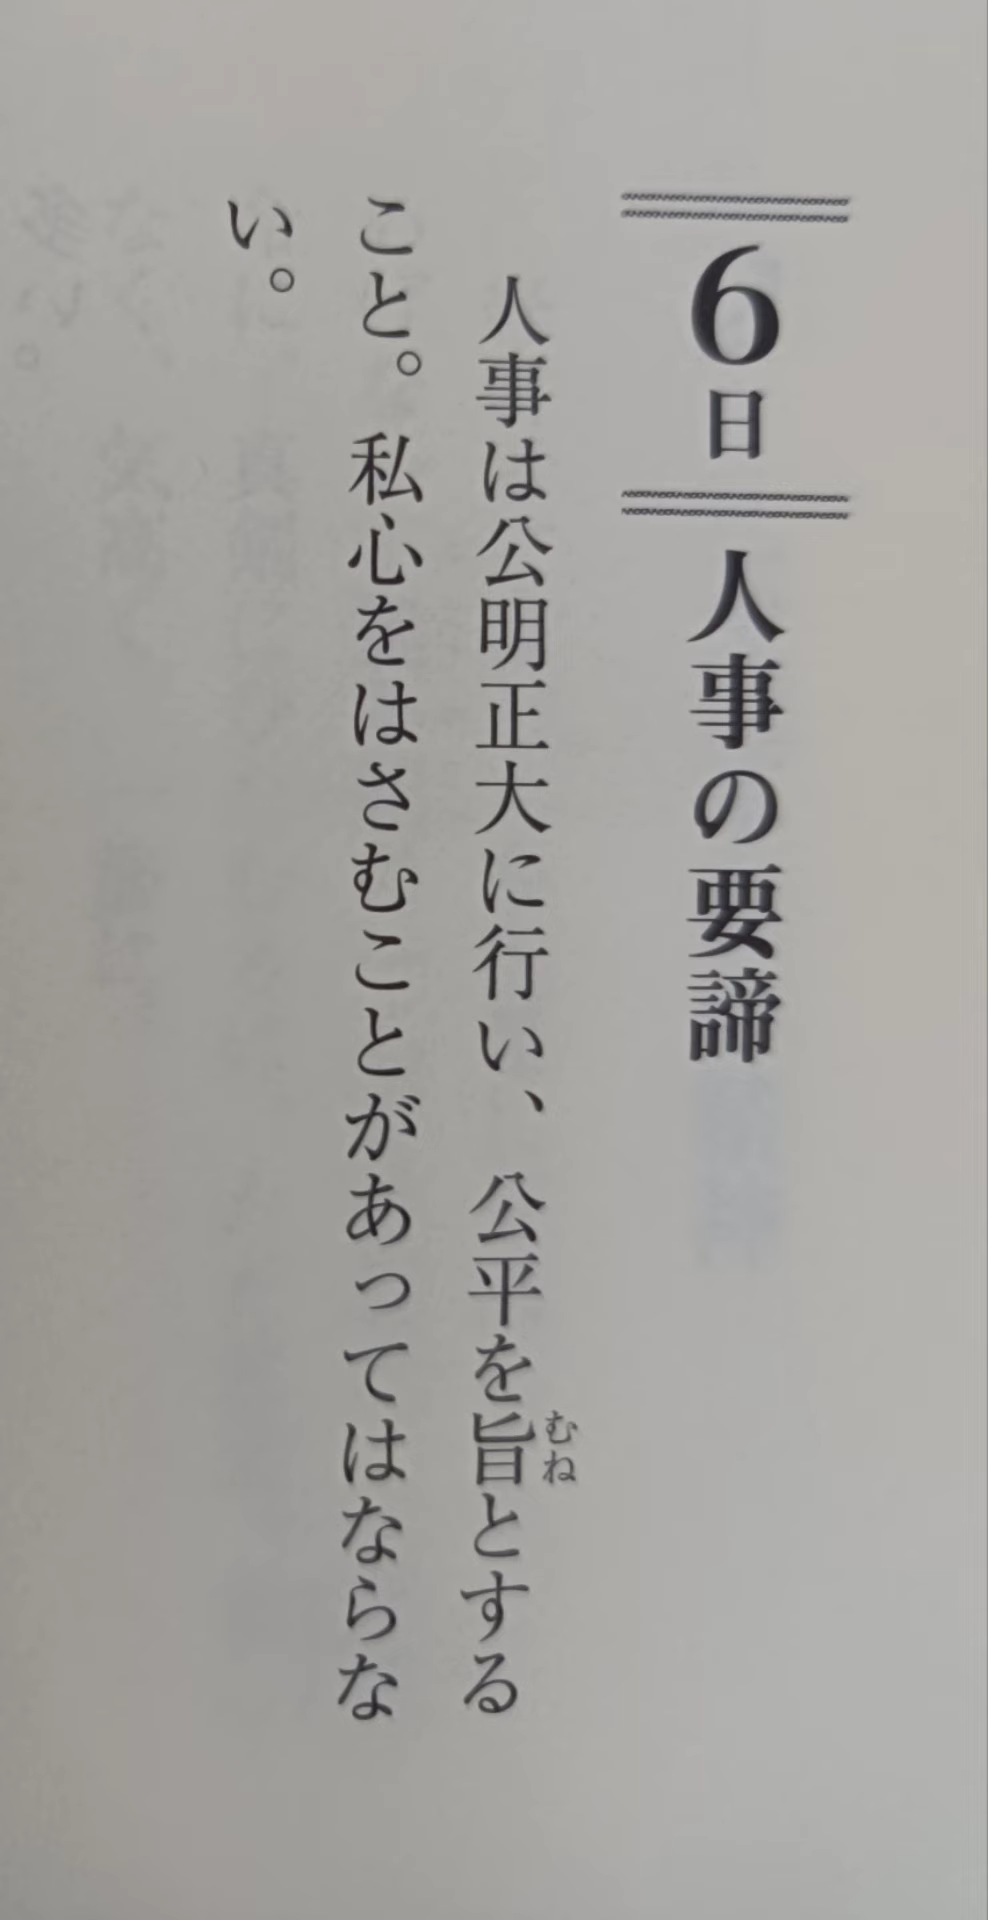 6日 人事の要諦
人事は公明正大に行い、公平を旨とする
むね
こと。私心をはさむことがあってはならな
い。